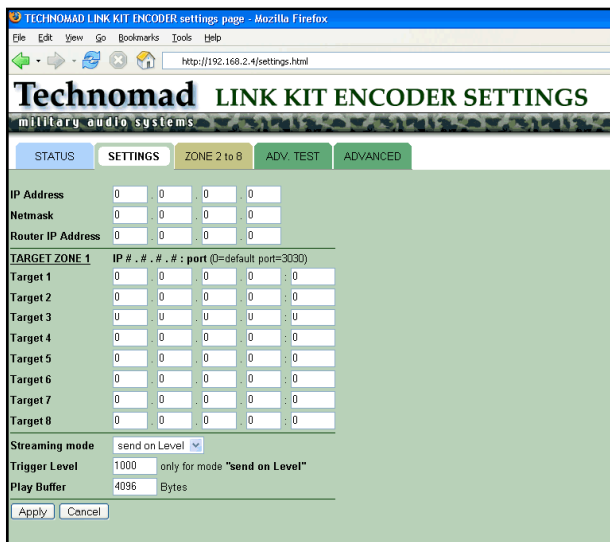 TECHNOMAD LINK KIT ENCODER settings page - Mozilla Firefox
File Edit View Go Bookmarks Tools Help
http://192.168.2.4/settings.html
Technomad LINK KIT ENCODER SETTINGS
military audio systems
STATUS SETTINGS ZONE 2 to 8 ADV. TEST ADVANCED
IP Address 0 . 0 . 0 . 0
Netmask 0 . 0 . 0 . 0
Router IP Address 0 . 0 . 0 . 0
TARGET ZONE 1 IP # . # . # . # : port (0=default port=3030)
Target 1 0 . 0 . 0 . 0 : 0
Target 2 0 . 0 . 0 . 0 : 0
Target 3 U . U . U . U : U
Target 4 0 . 0 . 0 . 0 : 0
Target 5 0 . 0 . 0 . 0 : 0
Target 6 0 . 0 . 0 . 0 : 0
Target 7 0 . 0 . 0 . 0 : 0
Target 8 0 . 0 . 0 . 0 : 0
Streaming mode send on Level
Trigger Level 1000 only for mode "send on Level"
Play Buffer 4096 Bytes
Apply Cancel